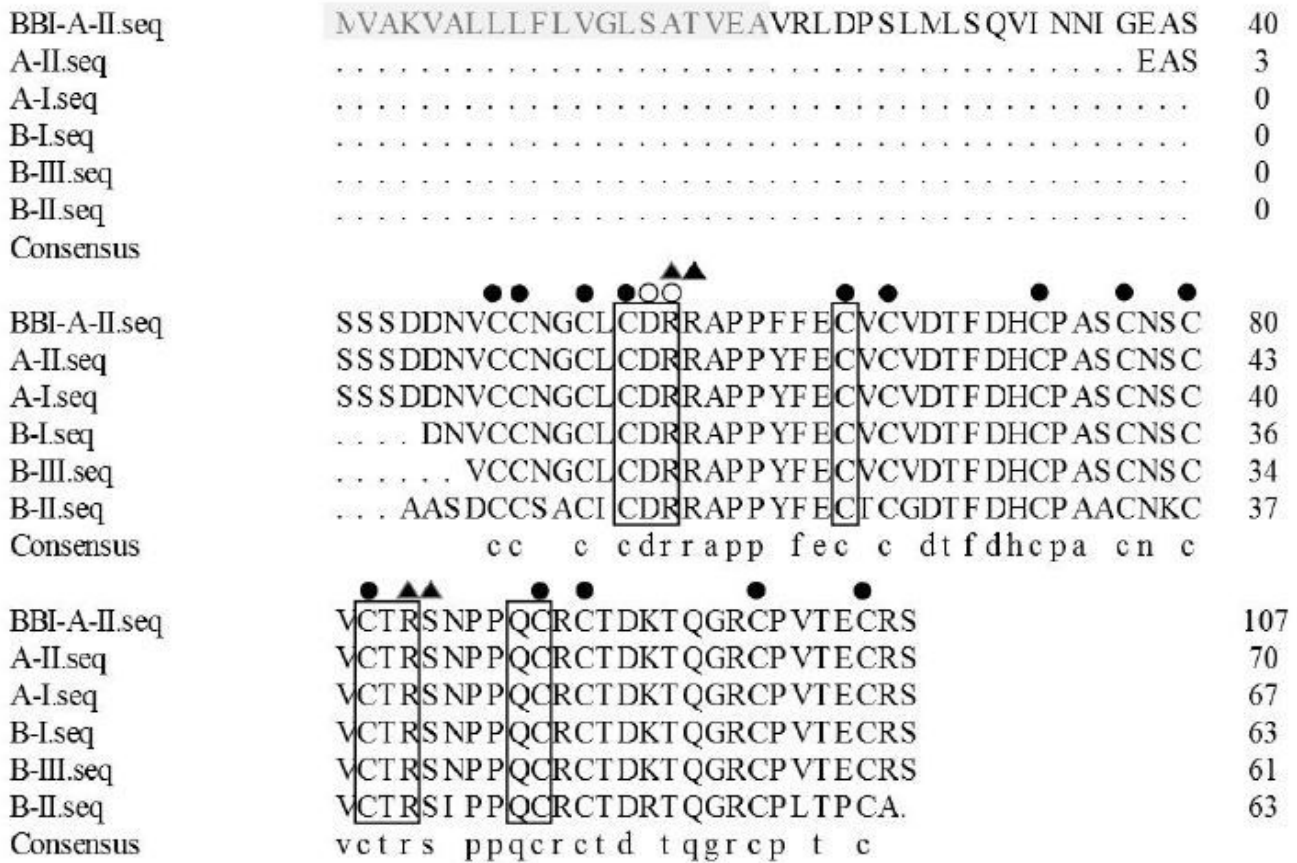 BBI-A-II.seq MVAKVALLLFLVGLSATVEAVRLDPSLMLSQVINNIGEAS 40
A-II.seq .....................................EAS 3
A-I.seq ........................................ 0
B-I.seq ........................................ 0
B-III.seq ........................................ 0
B-II.seq ........................................ 0
Consensus
BBI-A-II.seq SSSDDNVCCNGCLCDRRAPPFFECVCVDTFDHCPASCNSC 80
A-II.seq SSSDDNVCCNGCLCDRRAPPYFECVCVDTFDHCPASCNSC 43
A-I.seq SSSDDNVCCNGCLCDRRAPPYFECVCVDTFDHCPASCNSC 40
B-I.seq ....DNVCCNGCLCDRRAPPYFECVCVDTFDHCPASCNSC 36
B-III.seq ......VCCNGCLCDRRAPPYFECVCVDTFDHCPASCNSC 34
B-II.seq ...AASDCCSACICDRRAPPYFECTCGDTFDHCPAACNKC 37
Consensus cc c cdrrapp fec c dtfdhcpa cn c
BBI-A-II.seq VCTRSNPPQCRCTDKTQGRCPVTECRS 107
A-II.seq VCTRSNPPQCRCTDKTQGRCPVTECRS 70
A-I.seq VCTRSNPPQCRCTDKTQGRCPVTECRS 67
B-I.seq VCTRSNPPQCRCTDKTQGRCPVTECRS 63
B-III.seq VCTRSNPPQCRCTDKTQGRCPVTECRS 61
B-II.seq VCTRSIPPQCRCTDRTQGRCPLTPCA. 63
Consensus vctrs ppqcrctd tqgrcp t c